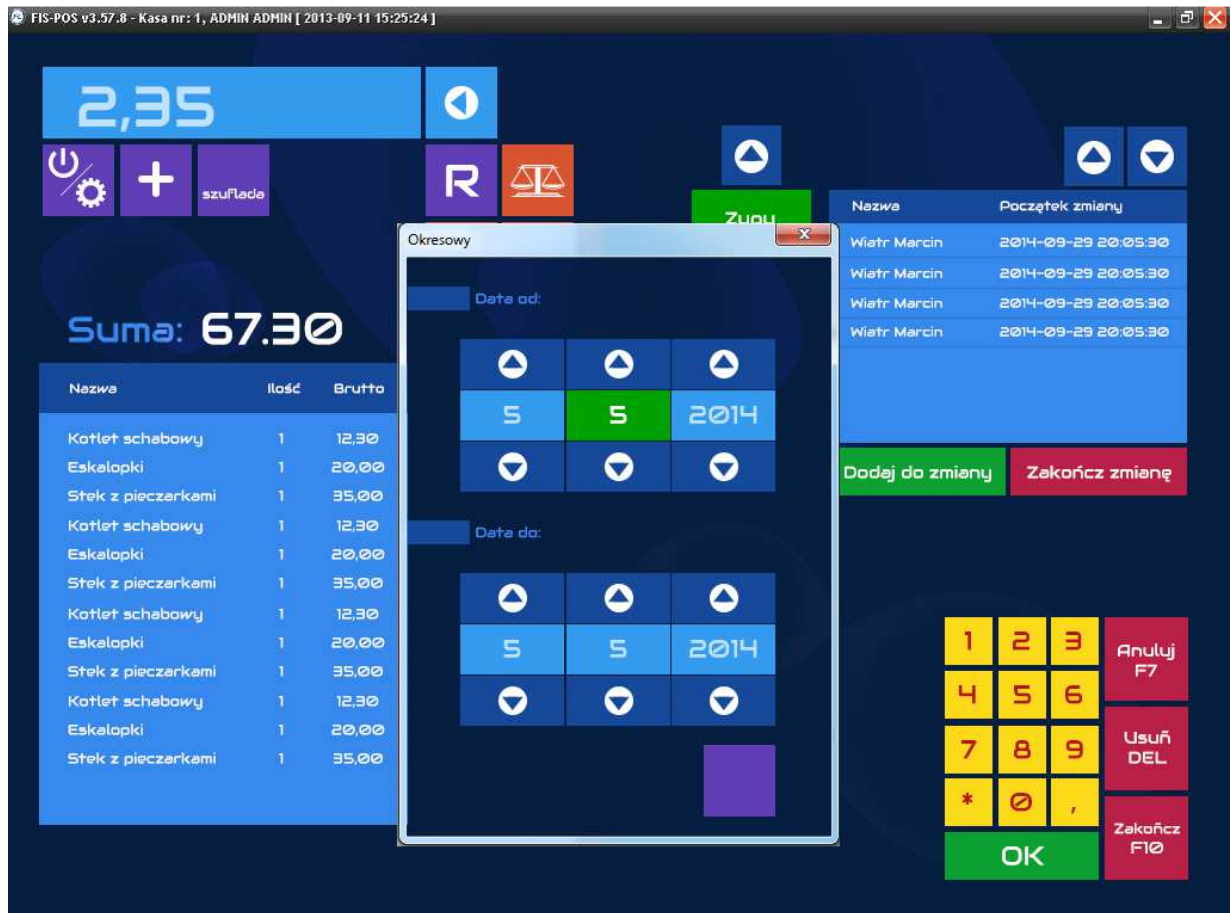 FIS-POS v3.57.8 - Kasa nr: 1, ADMIN ADMIN [ 2013-09-11 15:25:24 ]
2,35
szuflada
R
Zupy
Suma: 67.30
Nazwa Ilość Brutto
Kotlet schabowy 1 12,30
Eskalopki 1 20,00
Stek z pieczarkami 1 35,00
Kotlet schabowy 1 12,30
Eskalopki 1 20,00
Stek z pieczarkami 1 35,00
Kotlet schabowy 1 12,30
Eskalopki 1 20,00
Stek z pieczarkami 1 35,00
Kotlet schabowy 1 12,30
Eskalopki 1 20,00
Stek z pieczarkami 1 35,00
Okresowy
Data od:
5 5 2014
Data do:
5 5 2014
Nazwa Początek zmiany
Wiatr Marcin 2014-09-29 20:05:30
Wiatr Marcin 2014-09-29 20:05:30
Wiatr Marcin 2014-09-29 20:05:30
Wiatr Marcin 2014-09-29 20:05:30
Dodaj do zmiany Zakończ zmianę
1 2 3
4 5 6
7 8 9
* 0 ,
OK
Anuluj
F7
Usuñ
DEL
Zakoñcz
F10